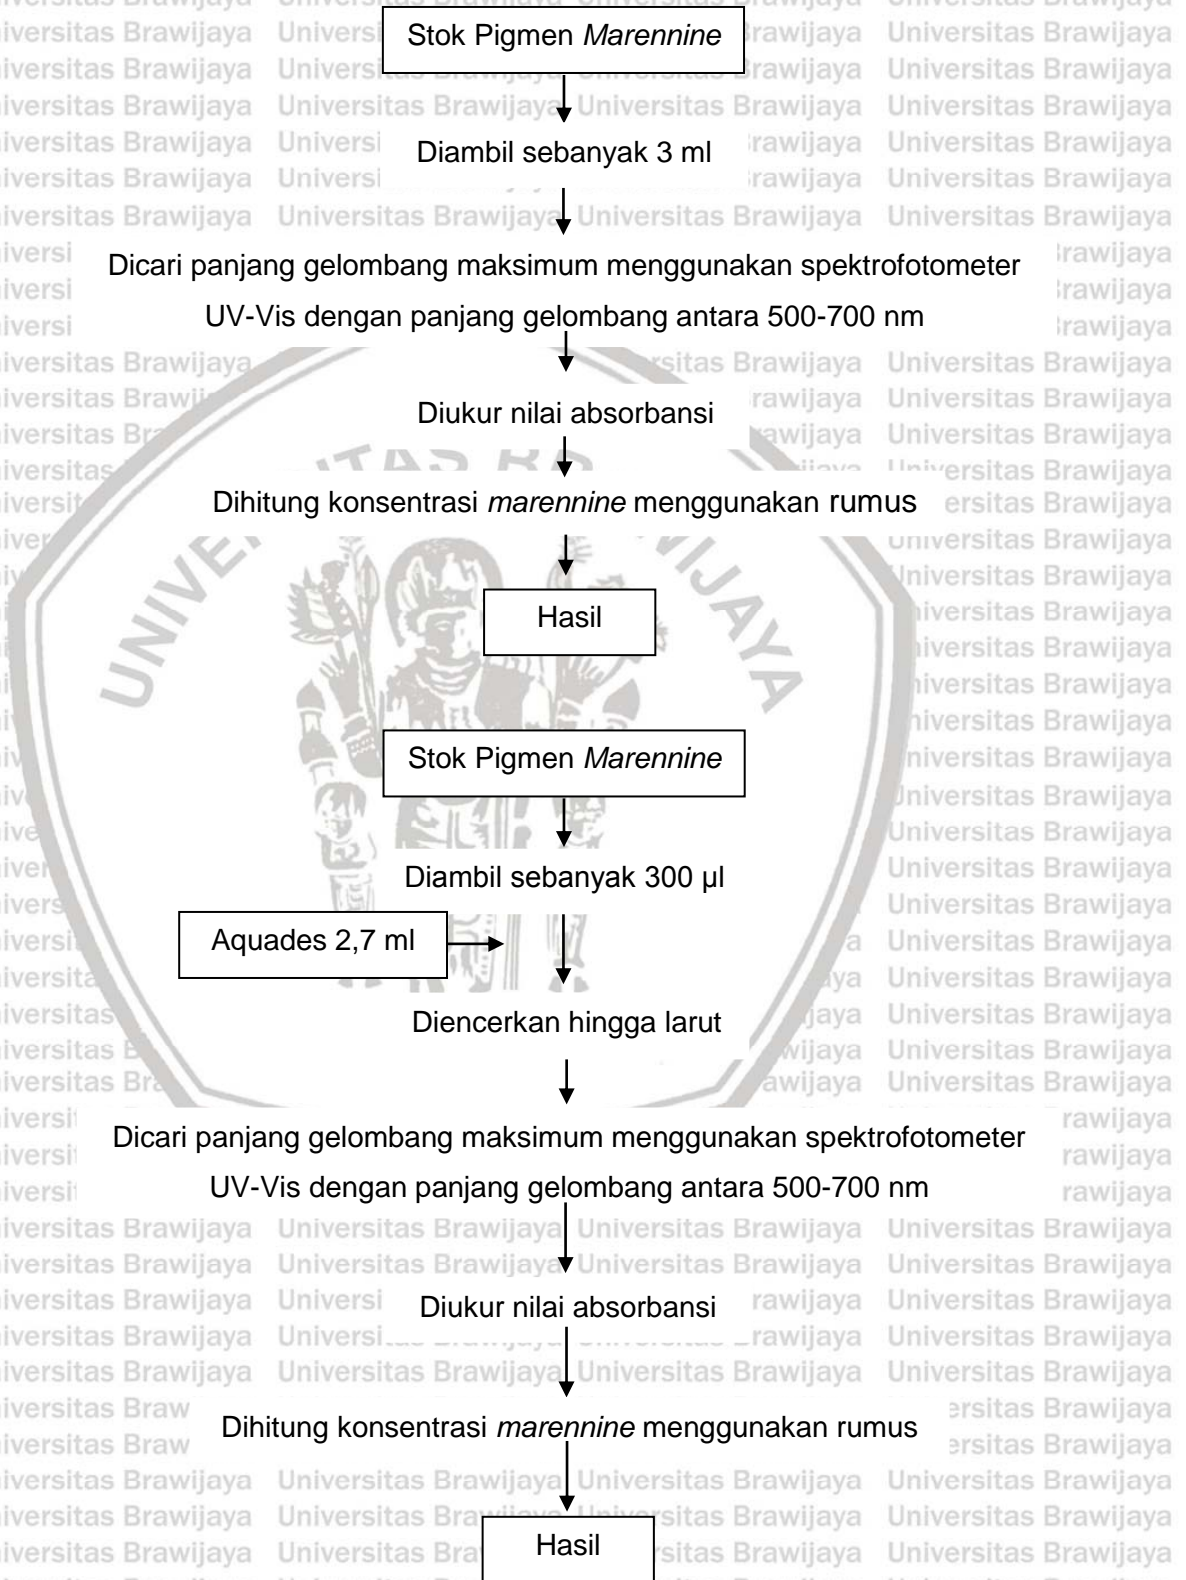 Stok Pigmen Marennine
Diambil sebanyak 3 ml
Dicari panjang gelombang maksimum menggunakan spektrofotometer
UV-Vis dengan panjang gelombang antara 500-700 nm
Diukur nilai absorbansi
Dihitung konsentrasi marennine menggunakan rumus
Hasil
Stok Pigmen Marennine
Diambil sebanyak 300 µl
Aquades 2,7 ml
Diencerkan hingga larut
Dicari panjang gelombang maksimum menggunakan spektrofotometer
UV-Vis dengan panjang gelombang antara 500-700 nm
Diukur nilai absorbansi
Dihitung konsentrasi marennine menggunakan rumus
Hasil